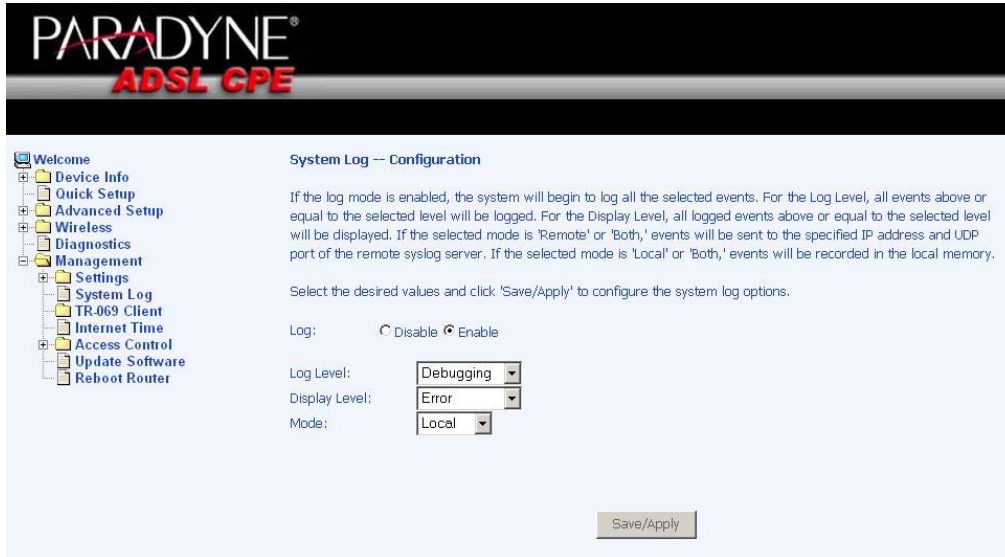 PARADYNE®
ADSL CPE
Welcome
Device Info
Quick Setup
Advanced Setup
Wireless
Diagnostics
Management
Settings
System Log
TR-069 Client
Internet Time
Access Control
Update Software
Reboot Router
System Log -- Configuration
If the log mode is enabled, the system will begin to log all the selected events. For the Log Level, all events above or
equal to the selected level will be logged. For the Display Level, all logged events above or equal to the selected level
will be displayed. If the selected mode is 'Remote' or 'Both,' events will be sent to the specified IP address and UDP
port of the remote syslog server. If the selected mode is 'Local' or 'Both,' events will be recorded in the local memory.
Select the desired values and click 'Save/Apply' to configure the system log options.
Log: Disable Enable
Log Level: Debugging
Display Level: Error
Mode: Local
Save/Apply